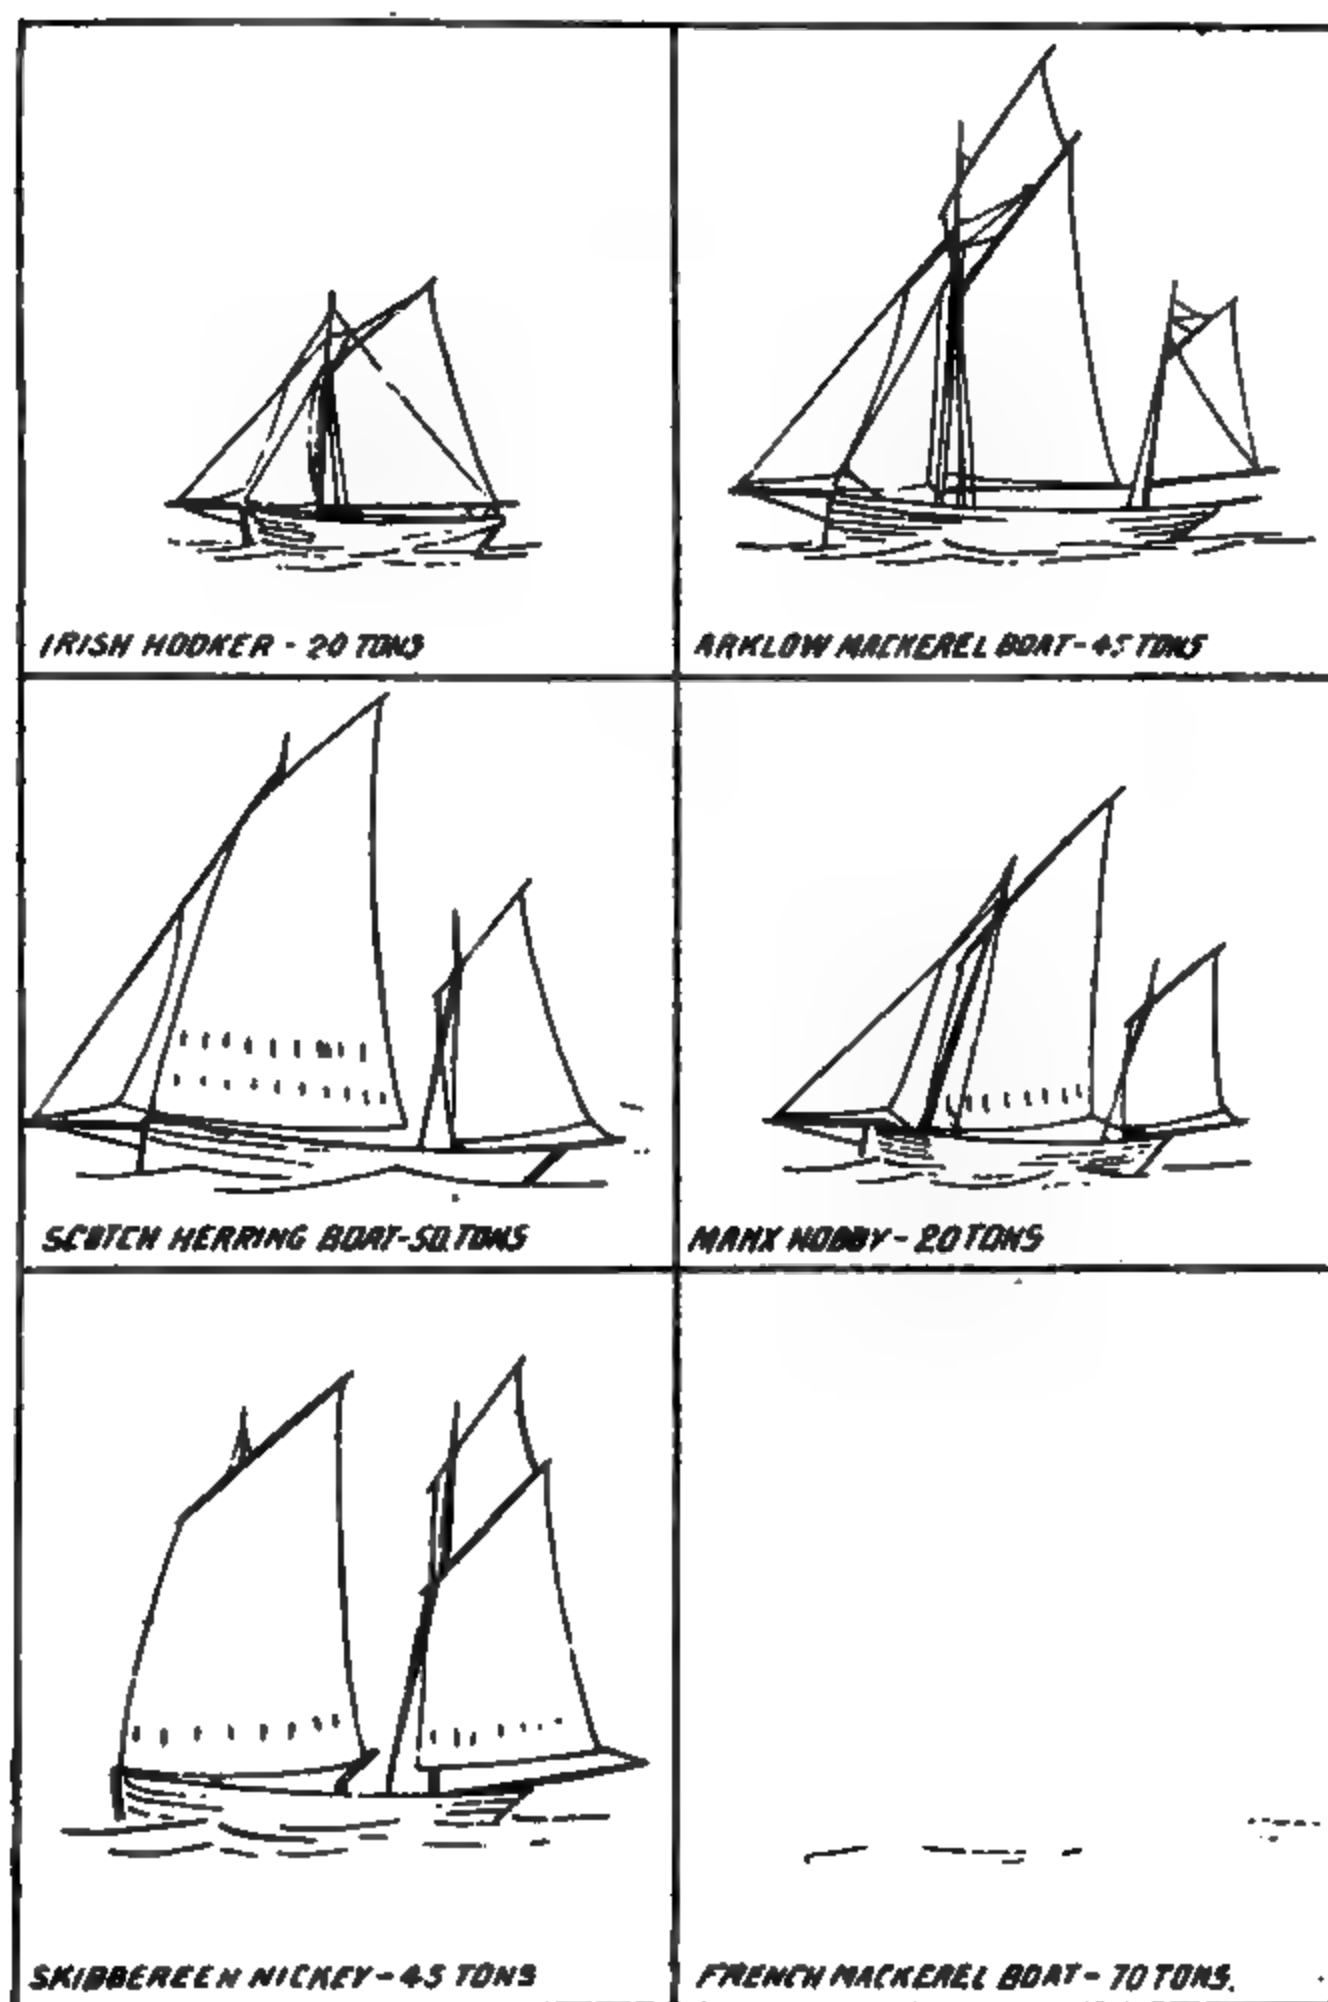 IRISH HOOKER - 20 TONS
ARKLOW MACKEREL BOAT - 45 TONS
SCOTCH HERRING BOAT - 50 TONS
MANX NOBBY - 20 TONS
SKIBBEREEN NICKEY - 45 TONS
FRENCH MACKEREL BOAT - 70 TONS.